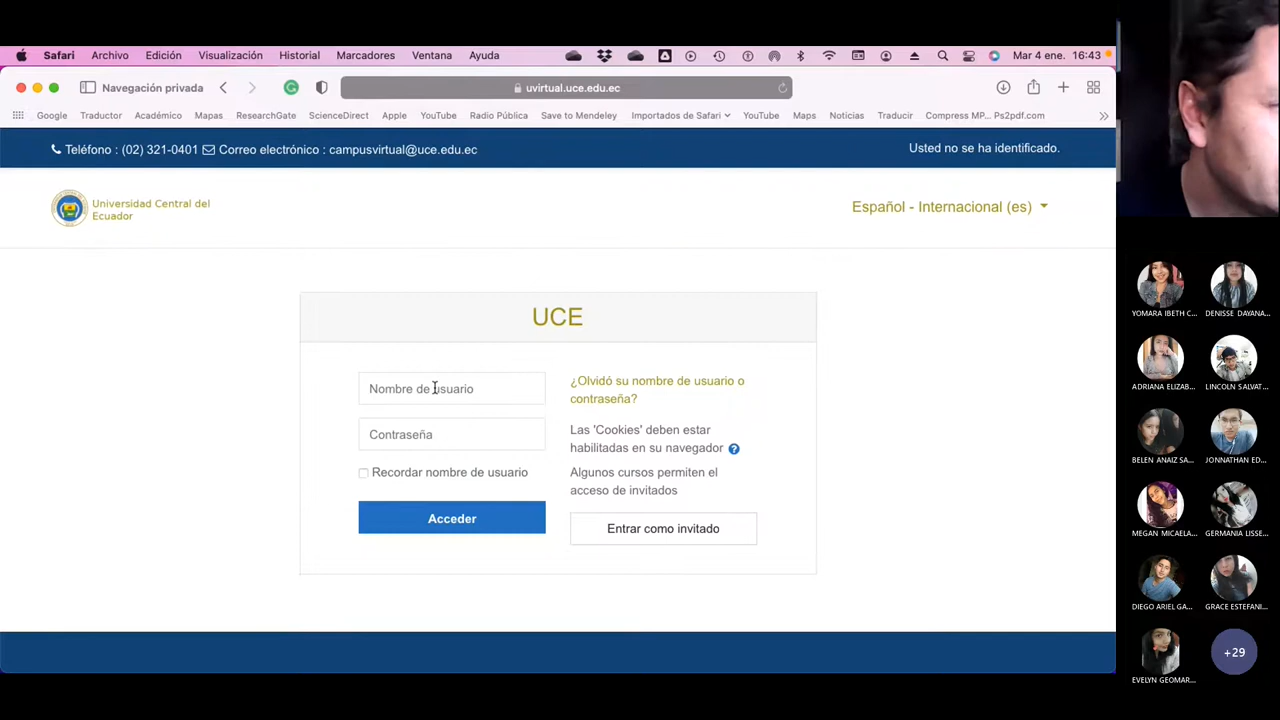 Safari Archivo Edición Visualización Historial Marcadores Ventana Ayuda Mar 4 ene. 16:43
Navegación privada uvirtual.uce.edu.ec
Google Traductor Académico Mapas ResearchGate ScienceDirect Apple YouTube Radio Pública Save to Mendeley Importados de Safari YouTube Maps Noticias Traducir Compress MP... Ps2pdf.com
Teléfono : (02) 321-0401 Correo electrónico : campusvirtual@uce.edu.ec Usted no se ha identificado.
Universidad Central del
Ecuador
Español - Internacional (es)
UCE
Nombre de usuario
Contraseña
Recordar nombre de usuario
Acceder
¿Olvidó su nombre de usuario o
contraseña?
Las 'Cookies' deben estar
habilitadas en su navegador ?
Algunos cursos permiten el
acceso de invitados
Entrar como invitado
YOMARA IBETH C... DENISSE DAYANA...
ADRIANA ELIZAB... LINCOLN SALVAT...
BELEN ANAIZ SA... JONNATHAN ED...
MEGAN MICAELA... GERMANIA LISSE...
DIEGO ARIEL GA... GRACE ESTEFANI...
EVELYN GEOMAR... +29